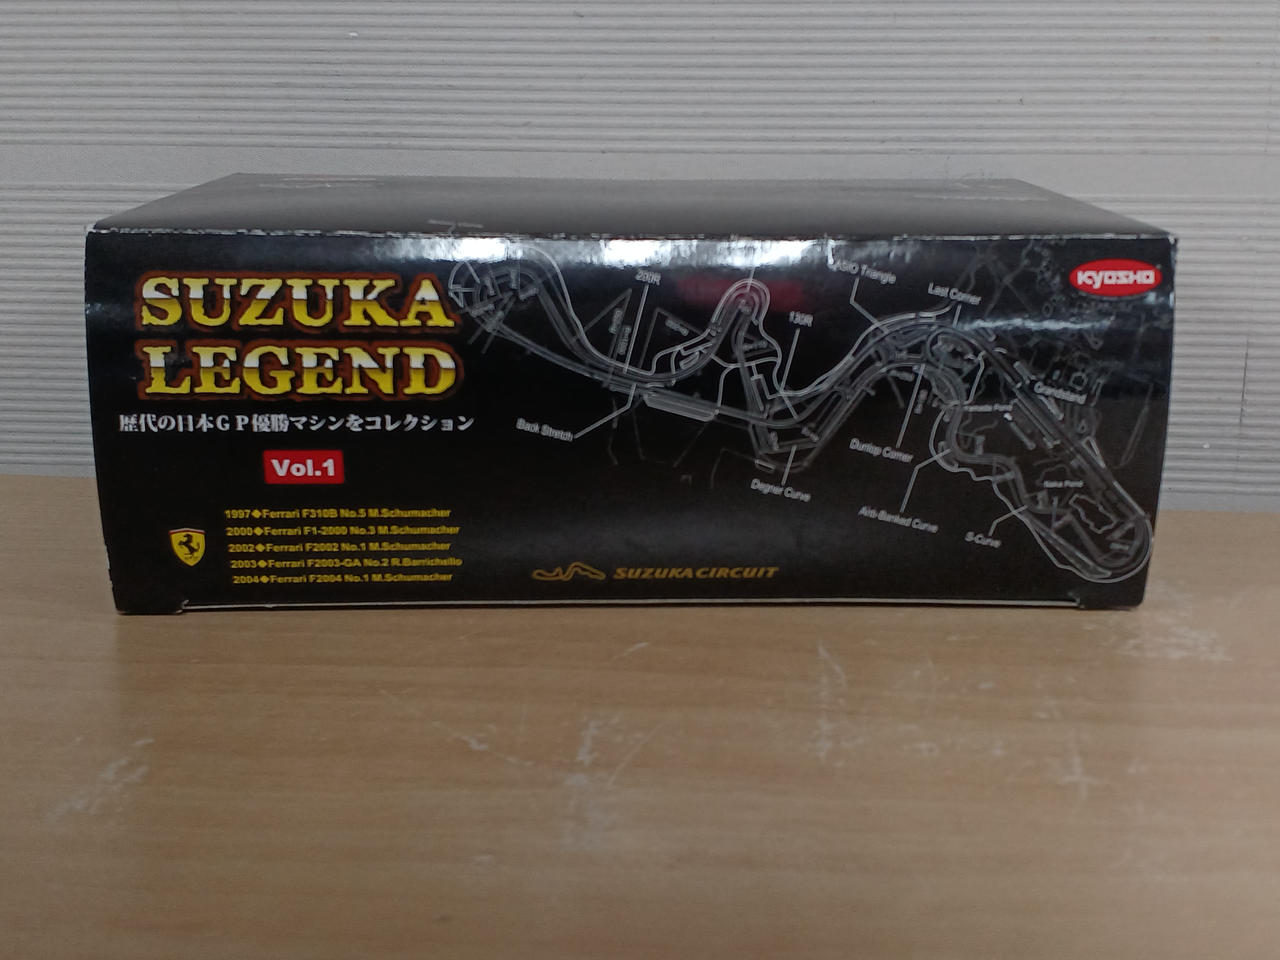 SUZUKA
LEGEND
歴代の日本GP優勝マシンをコレクション
Vol.1
1997◆Ferrari F310B No.5 M.Schumacher
2000◆Ferrari F1-2000 No.3 M.Schumacher
2002◆Ferrari F2002 No.1 M.Schumacher
2003◆Ferrari F2003-GA No.2 R.Barrichello
2004◆Ferrari F2004 No.1 M.Schumacher
SUZUKA CIRCUIT
KYOSHO
200R
130R
Triangle
Last Corner
Grandstand
Back Stretch
Degner Curve
Dunlop Corner
Anti-Banked Curve
S-Curve